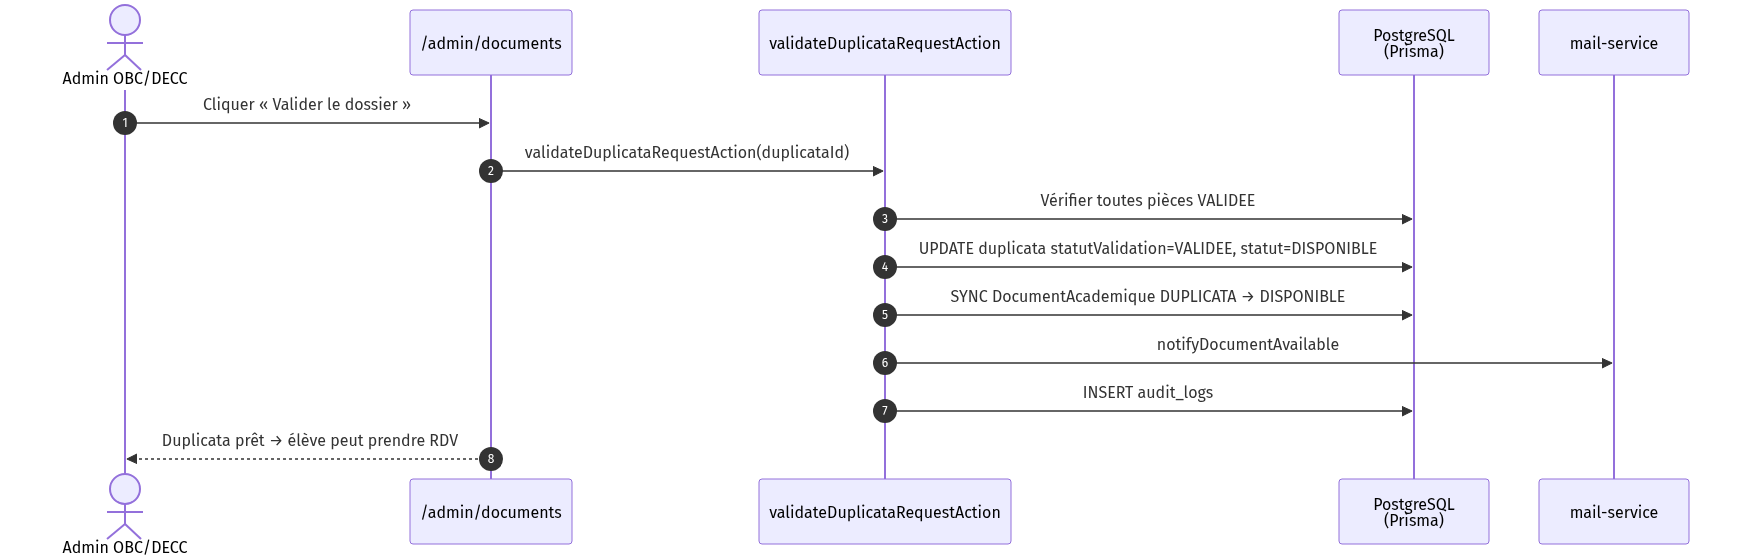 Admin OBC/DECC
/admin/documents
validateDuplicataRequestAction
PostgreSQL
(Prisma)
mail-service
Cliquer « Valider le dossier »
1
validateDuplicataRequestAction(duplicataId)
2
Vérifier toutes pièces VALIDEE
3
UPDATE duplicata statutValidation=VALIDEE, statut=DISPONIBLE
4
SYNC DocumentAcademique DUPLICATA → DISPONIBLE
5
notifyDocumentAvailable
6
INSERT audit_logs
7
Duplicata prêt → élève peut prendre RDV
8
Admin OBC/DECC
/admin/documents
validateDuplicataRequestAction
PostgreSQL
(Prisma)
mail-service